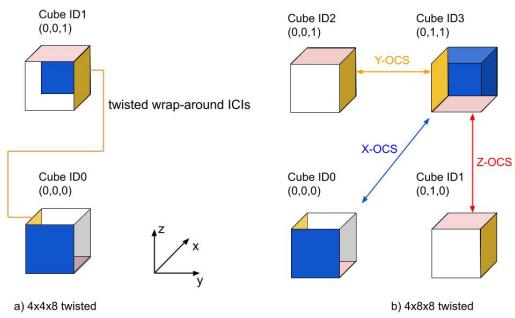 Cube ID1
(0,0,1)
twisted wrap-around ICIs
Cube ID0
(0,0,0)
z
x
y
a) 4x4x8 twisted
Cube ID2
(0,0,1)
Cube ID3
(0,1,1)
Y-OCS
X-OCS
Z-OCS
Cube ID0
(0,0,0)
Cube ID1
(0,1,0)
b) 4x8x8 twisted